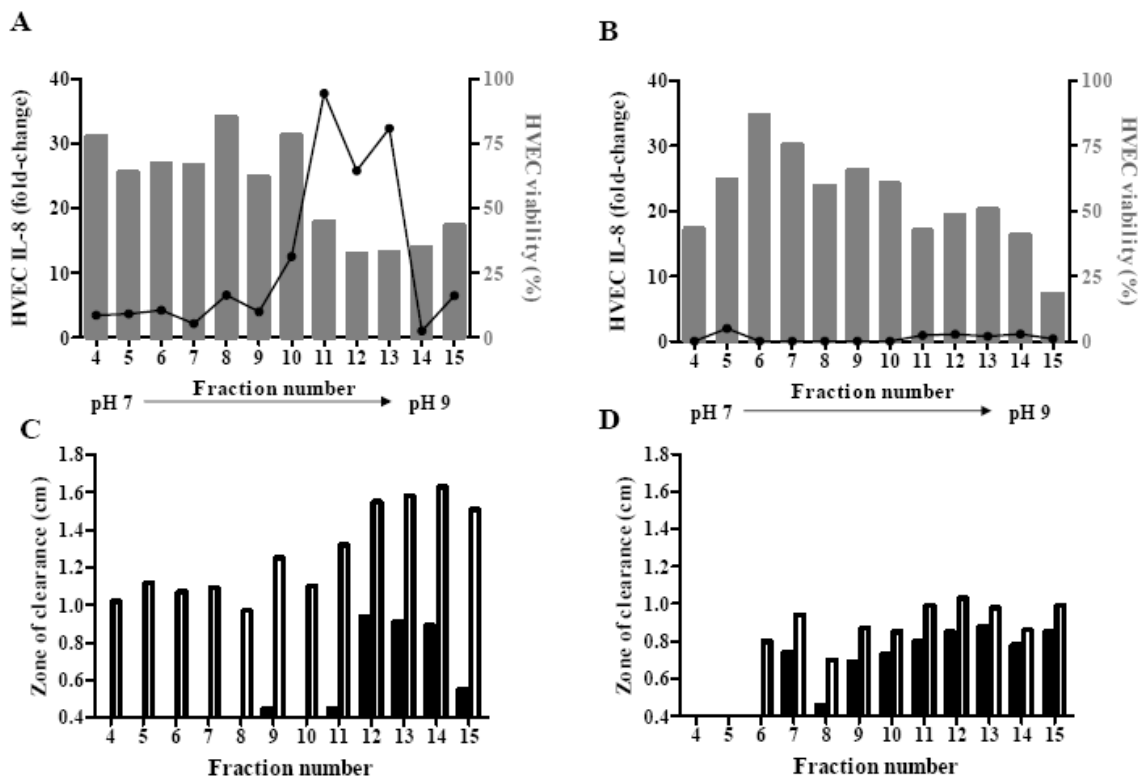 A
HVEC IL-8 (fold-change)
40
30
20
10
0
100
75
50
25
0
HVEC viability (%)
4 5 6 7 8 9 10 11 12 13 14 15
Fraction number
pH 7 pH 9
B
HVEC IL-8 (fold-change)
40
30
20
10
0
100
75
50
25
0
HVEC viability (%)
4 5 6 7 8 9 10 11 12 13 14 15
Fraction number
pH 7 pH 9
C
Zone of clearance (cm)
1.8
1.6
1.4
1.2
1.0
0.8
0.6
0.4
4 5 6 7 8 9 10 11 12 13 14 15
Fraction number
D
Zone of clearance (cm)
1.8
1.6
1.4
1.2
1.0
0.8
0.6
0.4
4 5 6 7 8 9 10 11 12 13 14 15
Fraction number